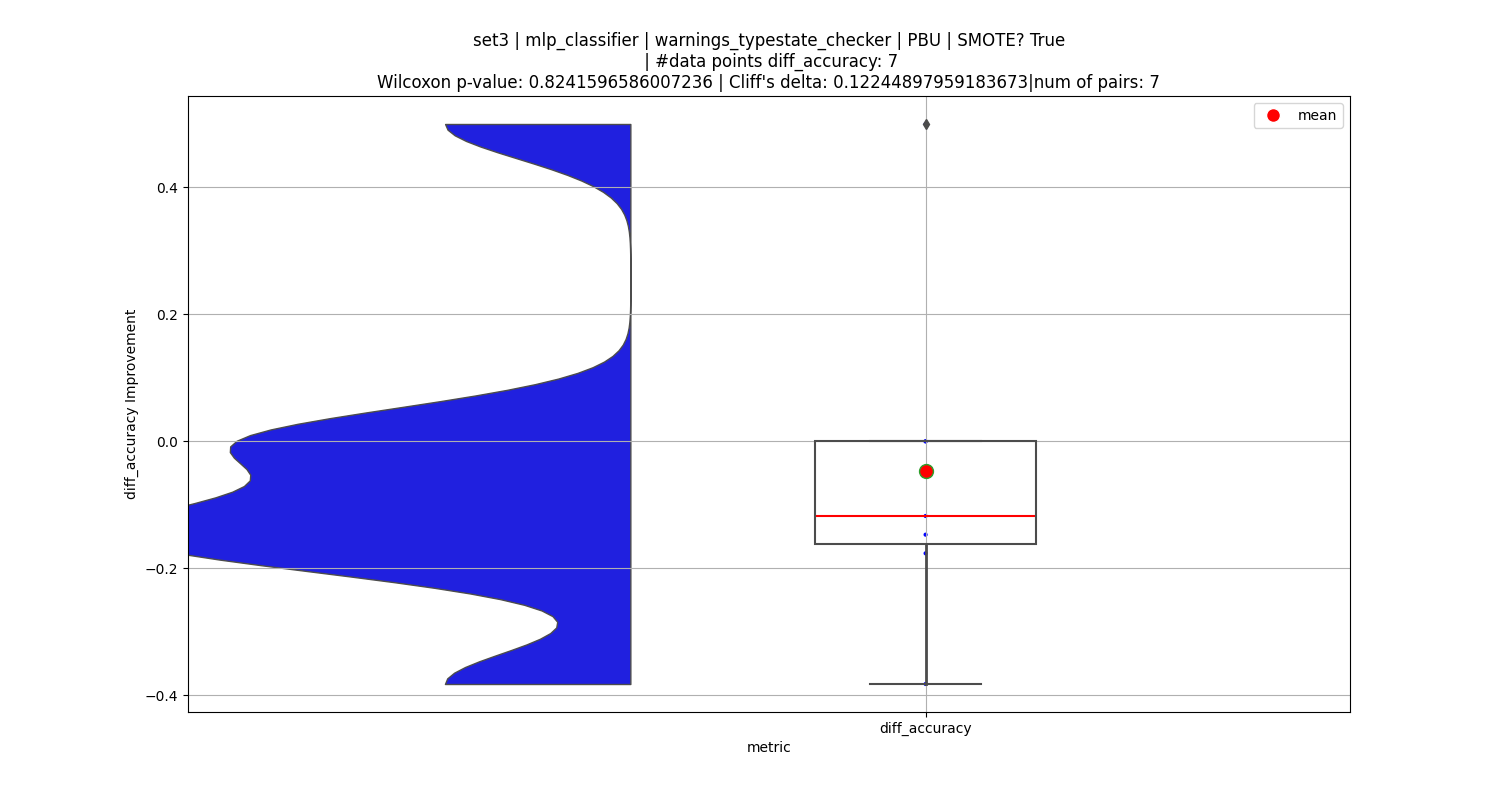 set3 | mlp_classifier | warnings_typestate_checker | PBU | SMOTE? True
| #data points diff_accuracy: 7
Wilcoxon p-value: 0.8241596586007236 | Cliff's delta: 0.12244897959183673|num of pairs: 7
mean
0.4
0.2
0.0
−0.2
−0.4
diff_accuracy Improvement
diff_accuracy
metric